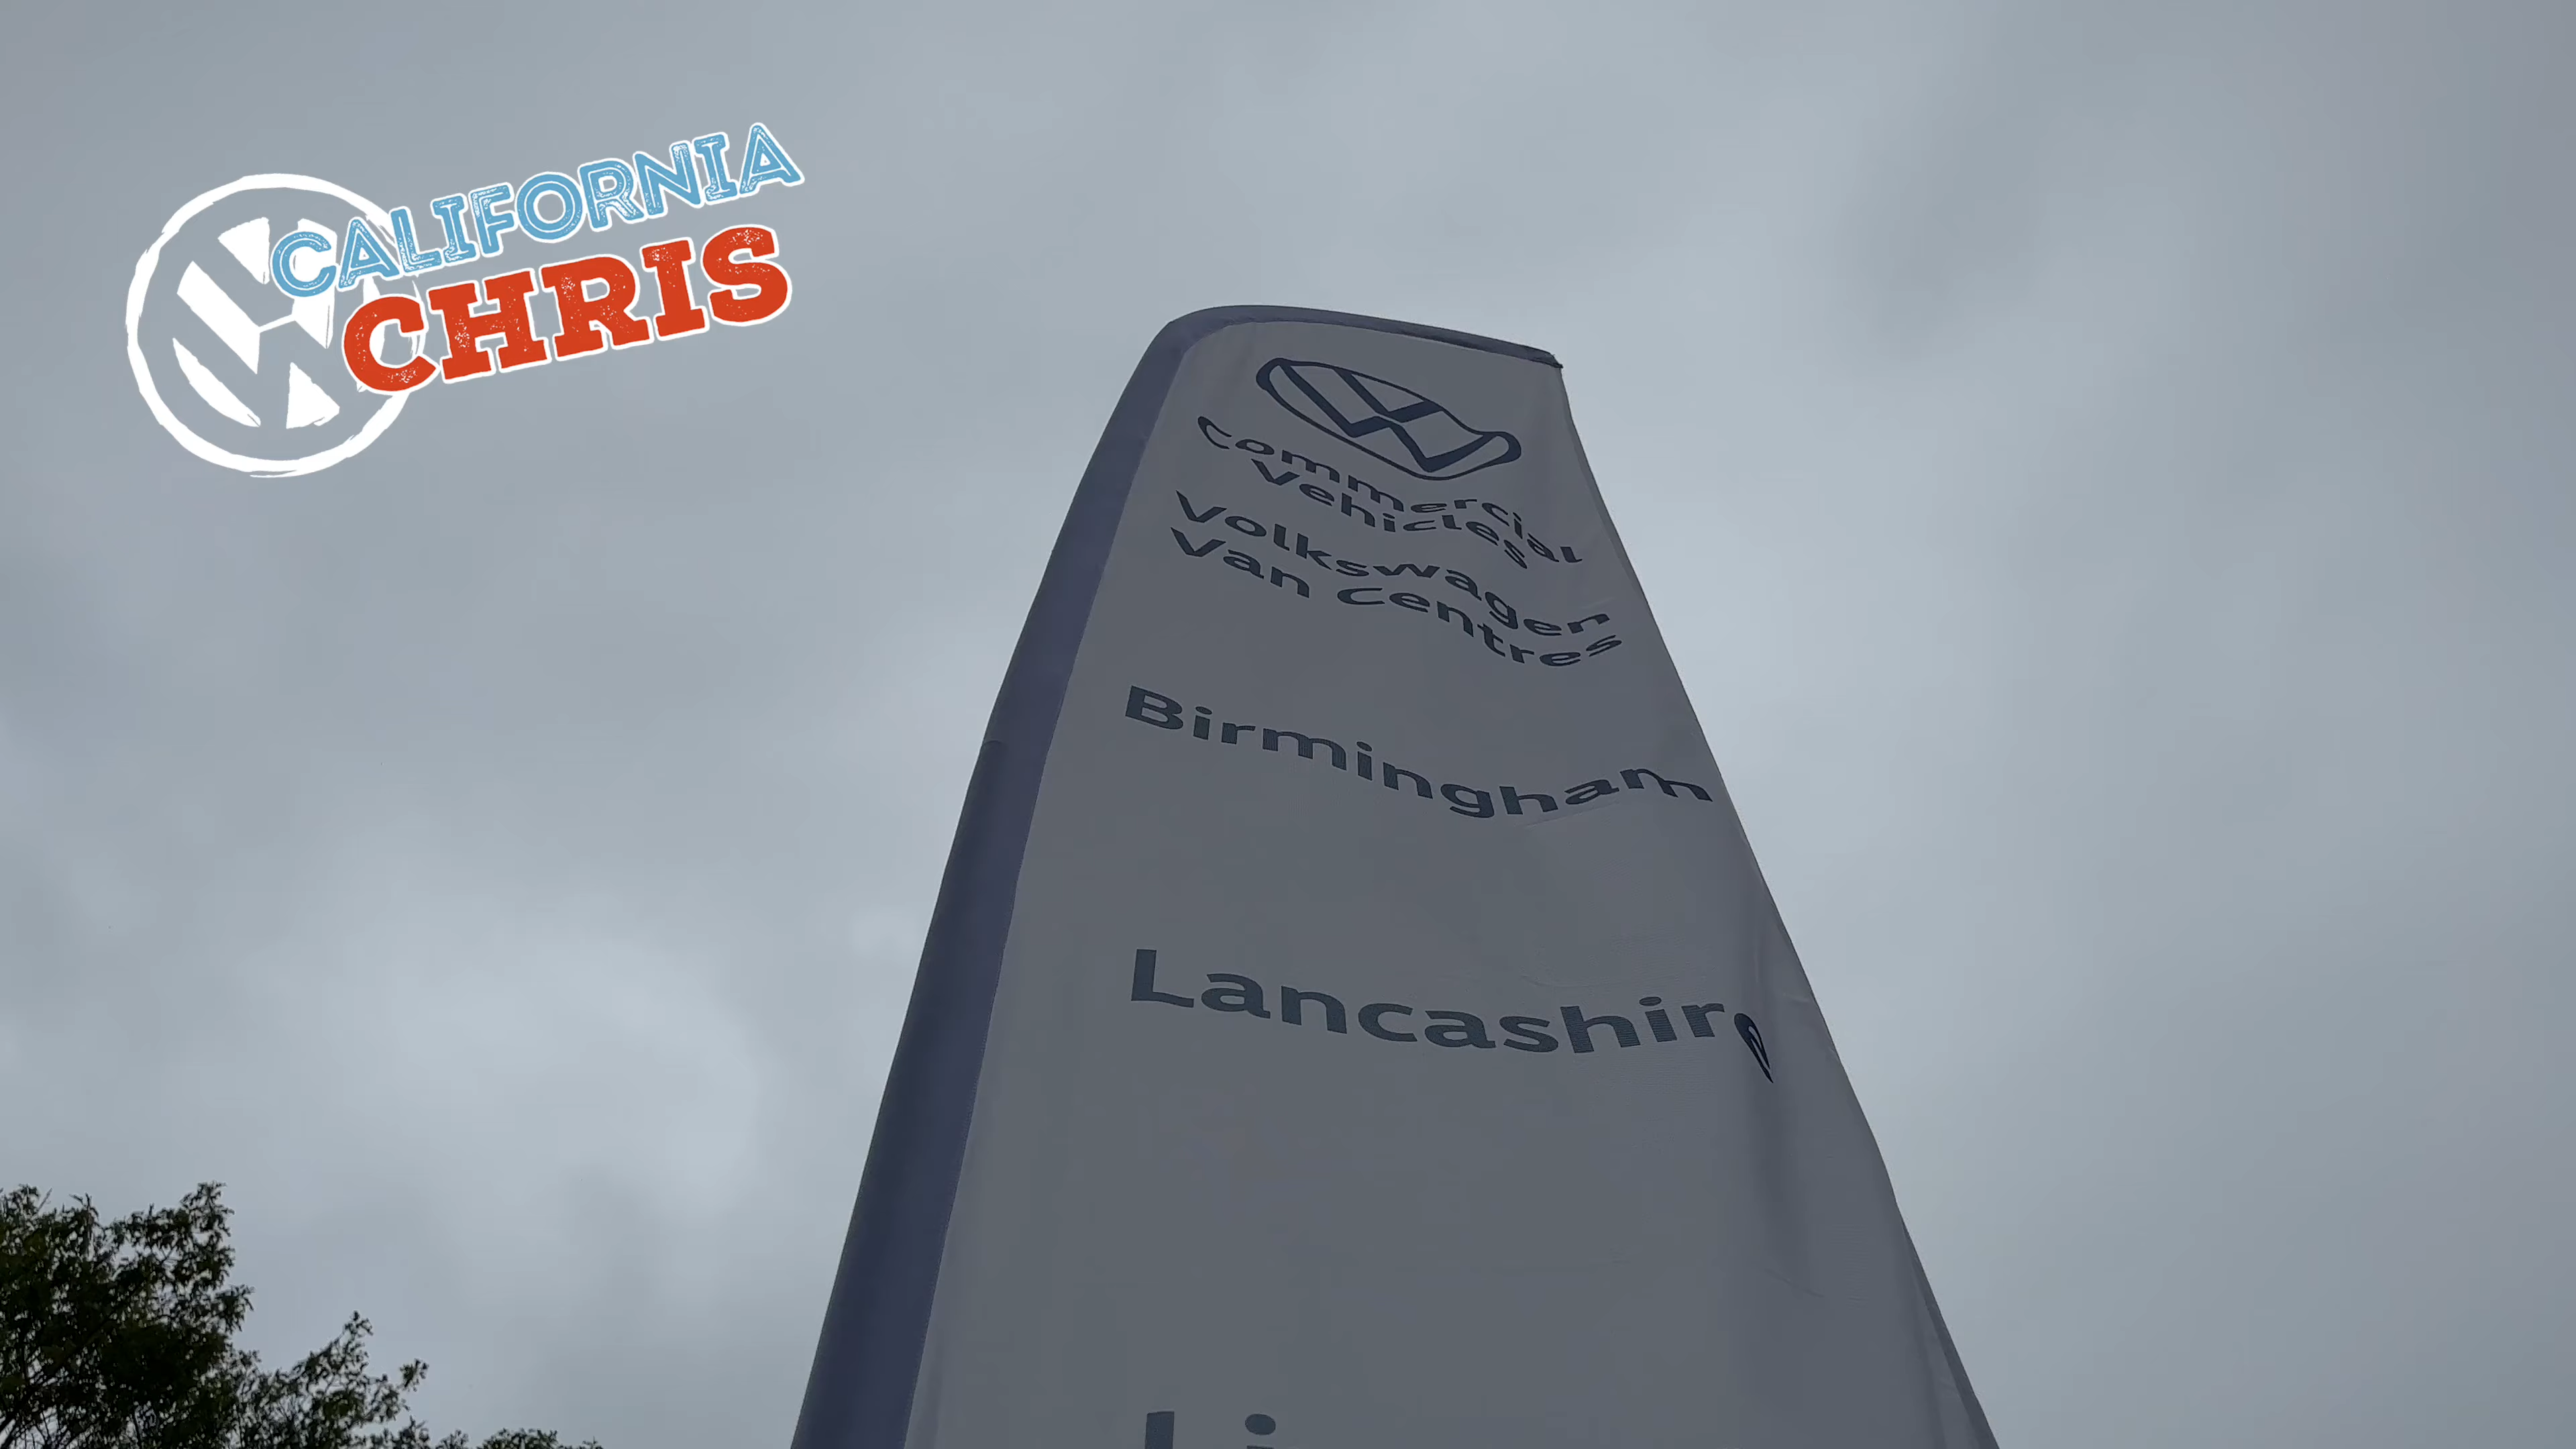 CALIFORNIA
CHRIS
Commercial
Vehicles
Volkswagen
Van Centres
Birmingham
Lancashire